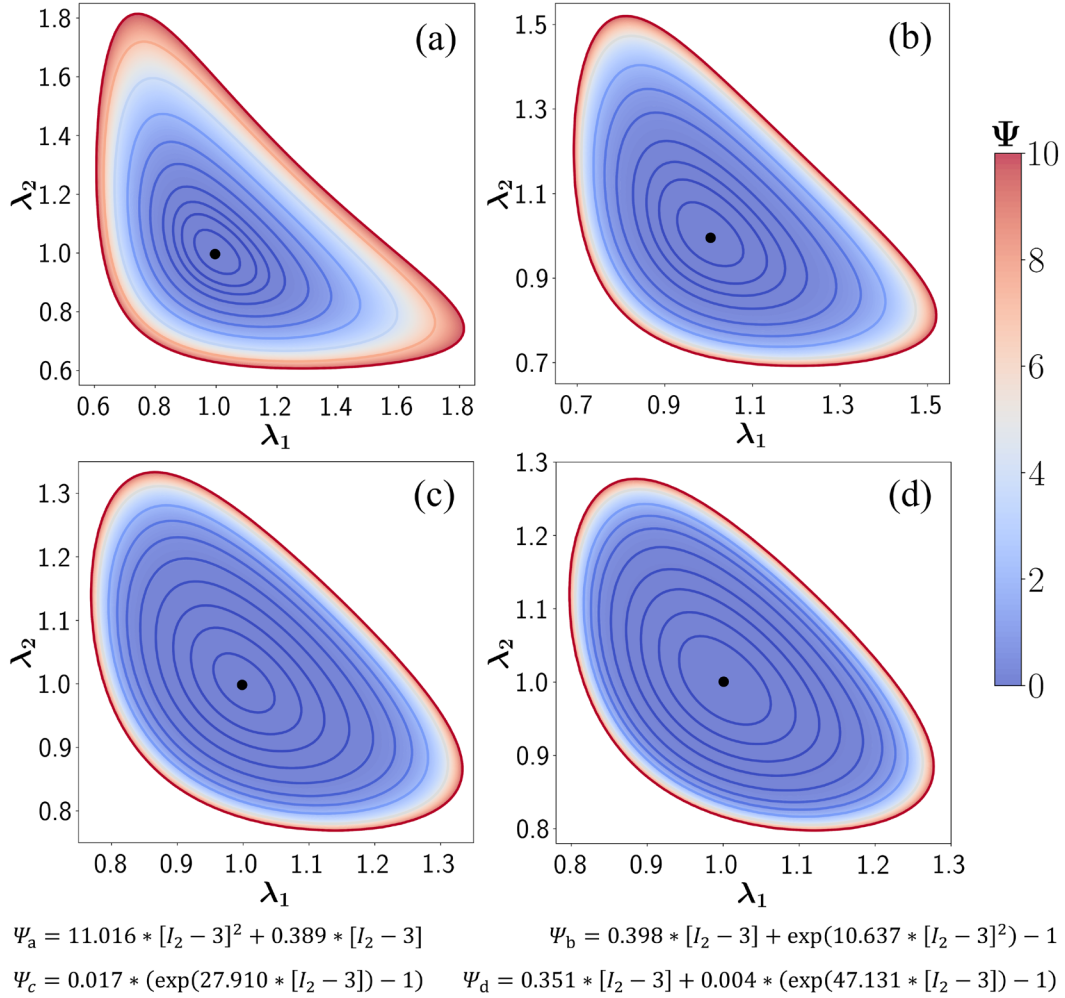 (a)
λ₂
1.8
1.6
1.4
1.2
1.0
0.8
0.6
0.6 0.8 1.0 1.2 1.4 1.6 1.8
λ₁
(b)
λ₂
1.5
1.3
1.1
0.9
0.7
0.7 0.9 1.1 1.3 1.5
λ₁
Ψ
10
8
6
4
2
0
(c)
λ₂
1.3
1.2
1.1
1.0
0.9
0.8
0.8 0.9 1.0 1.1 1.2 1.3
λ₁
(d)
λ₂
1.3
1.2
1.1
1.0
0.9
0.8
0.8 0.9 1.0 1.1 1.2 1.3
λ₁
Ψₐ = 11.016 ∗ [I₂ − 3]² + 0.389 ∗ [I₂ − 3]
Ψ_b = 0.398 ∗ [I₂ − 3] + exp(10.637 ∗ [I₂ − 3]²) − 1
Ψ_c = 0.017 ∗ (exp(27.910 ∗ [I₂ − 3]) − 1)
Ψ_d = 0.351 ∗ [I₂ − 3] + 0.004 ∗ (exp(47.131 ∗ [I₂ − 3]) − 1)